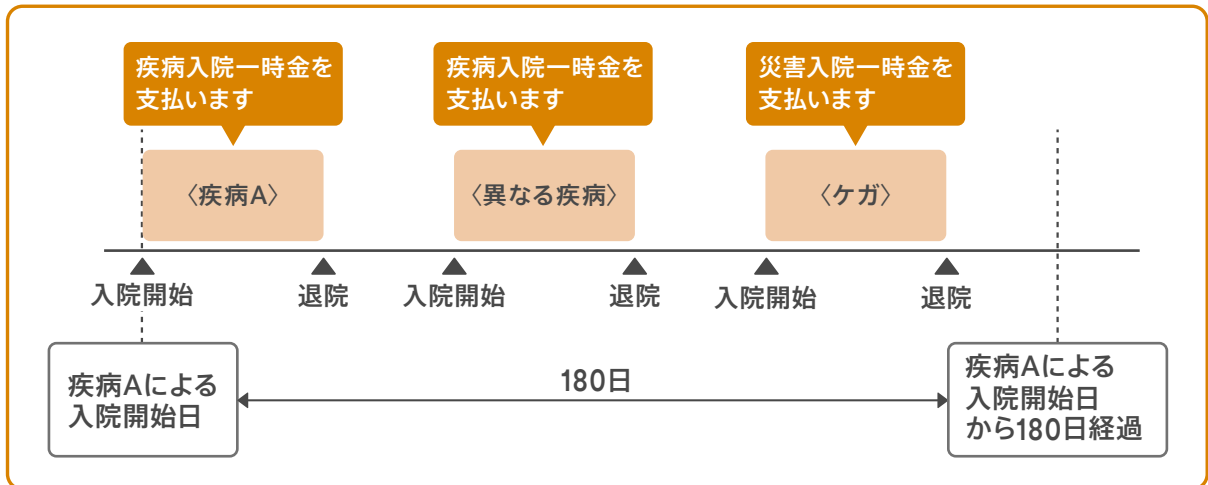 疾病入院一時金を
支払います
疾病入院一時金を
支払います
災害入院一時金を
支払います
〈疾病A〉
〈異なる疾病〉
〈ケガ〉
入院開始
退院
入院開始
退院
入院開始
退院
疾病Aによる
入院開始日
180日
疾病Aによる
入院開始日
から180日経過